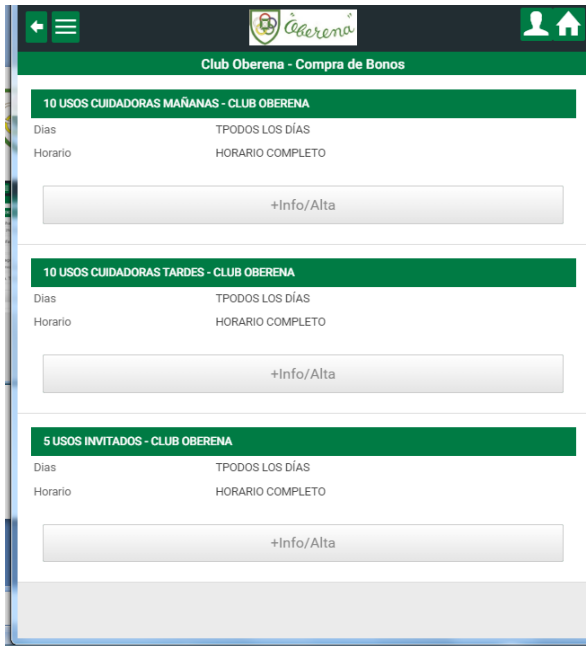 Oberena
Club Oberena - Compra de Bonos
10 USOS CUIDADORAS MAÑANAS - CLUB OBERENA
Dias TPODOS LOS DÍAS
Horario HORARIO COMPLETO
+Info/Alta
10 USOS CUIDADORAS TARDES - CLUB OBERENA
Dias TPODOS LOS DÍAS
Horario HORARIO COMPLETO
+Info/Alta
5 USOS INVITADOS - CLUB OBERENA
Dias TPODOS LOS DÍAS
Horario HORARIO COMPLETO
+Info/Alta